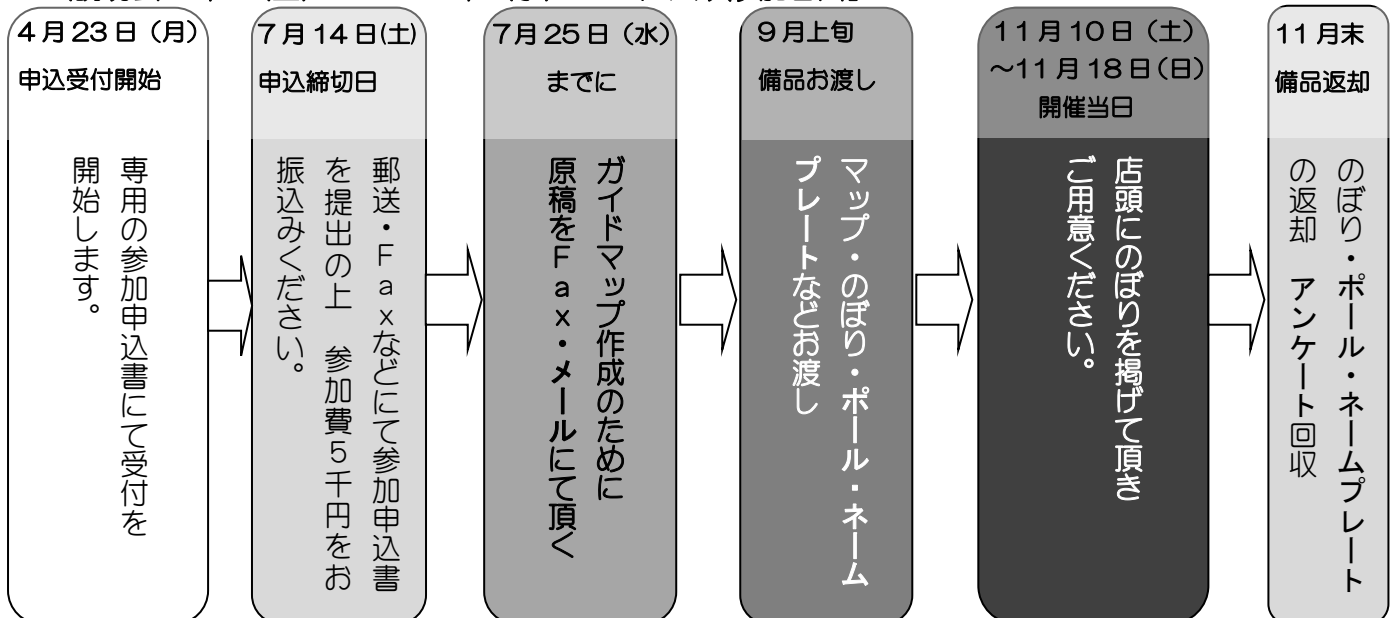 4月23日（月）
申込受付開始
専用の参加申込書にて受付を
開始します。
7月14日(土)
申込締切日
郵送・Faxなどにて参加申込書
を提出の上　参加費5千円をお
振込みください。
7月25日（水）
までに
ガイドマップ作成のために
原稿をFax・メールにて頂く
9月上旬
備品お渡し
マップ・のぼり・ポール・ネーム
プレートなどお渡し
11月10日（土）
～11月18日(日)
開催当日
店頭にのぼりを掲げて頂き
ご用意ください。
11月末
備品返却
のぼり・ポール・ネームプレート
の返却　アンケート回収